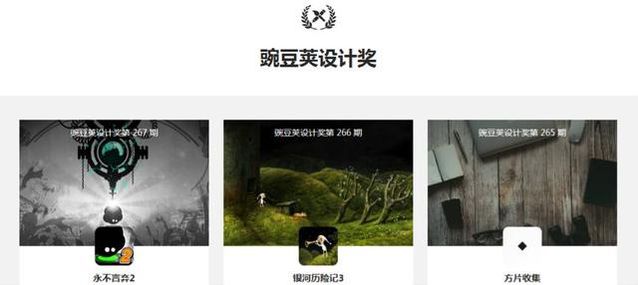 豌豆荚设计奖
豌豆荚设计奖第 267 期
豌豆荚设计奖第 266 期
豌豆荚设计奖第 265 期
2
永不言弃2
银河历险记3
方片收集